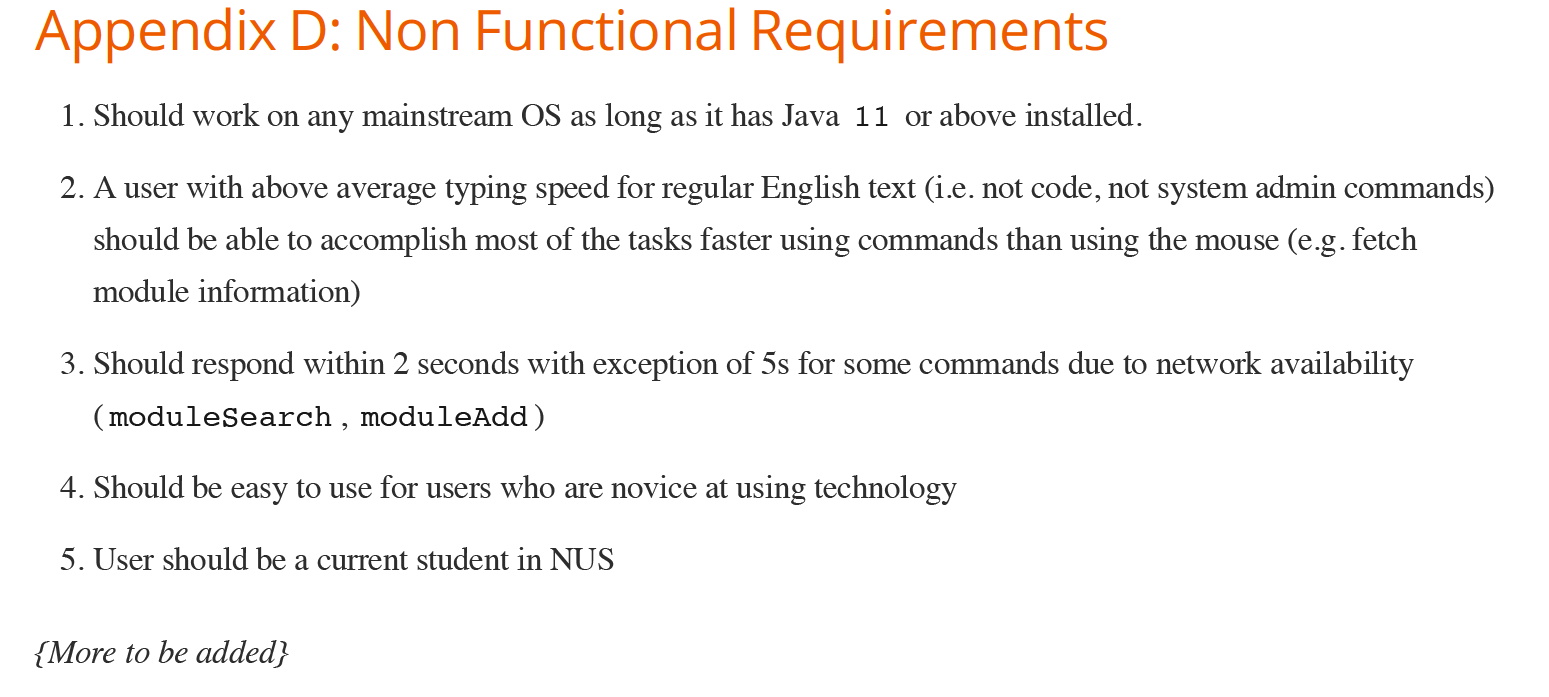 Appendix D: Non Functional Requirements
1. Should work on any mainstream OS as long as it has Java 11 or above installed.
2. A user with above average typing speed for regular English text (i.e. not code, not system admin commands)
should be able to accomplish most of the tasks faster using commands than using the mouse (e.g. fetch
module information)
3. Should respond within 2 seconds with exception of 5s for some commands due to network availability
(moduleSearch, moduleAdd)
4. Should be easy to use for users who are novice at using technology
5. User should be a current student in NUS
{More to be added}